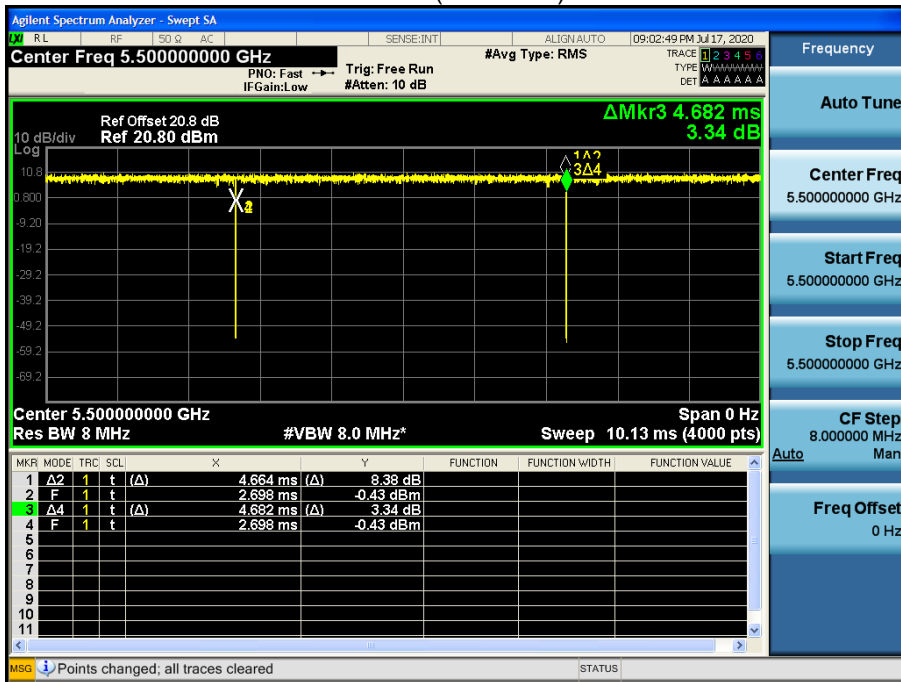 Agilent Spectrum Analyzer - Swept SA
LXI RL RF 50 Ω AC SENSE:INT ALIGN AUTO 09:02:49 PM Jul 17, 2020
Center Freq 5.500000000 GHz
PNO: Fast
IFGain:Low
Trig: Free Run
#Atten: 10 dB
#Avg Type: RMS
TRACE 1 2 3 4 5 6
TYPE WWWWWW
DET A A A A A A
Frequency
Auto Tune
Center Freq
5.500000000 GHz
Start Freq
5.500000000 GHz
Stop Freq
5.500000000 GHz
CF Step
8.000000 MHz
Auto Man
Freq Offset
0 Hz
ΔMkr3 4.682 ms
3.34 dB
Ref Offset 20.8 dB
10 dB/div Ref 20.80 dBm
Log
10.8
0.800
-9.20
-19.2
-29.2
-39.2
-49.2
-59.2
-69.2
1Δ2
3Δ4
Center 5.500000000 GHz Span 0 Hz
Res BW 8 MHz #VBW 8.0 MHz* Sweep 10.13 ms (4000 pts)
MKR MODE TRC SCL X Y FUNCTION FUNCTION WIDTH FUNCTION VALUE
1 Δ2 1 t (Δ) 4.664 ms (Δ) 8.38 dB
2 F 1 t 2.698 ms -0.43 dBm
3 Δ4 1 t (Δ) 4.682 ms (Δ) 3.34 dB
4 F 1 t 2.698 ms -0.43 dBm
5
6
7
8
9
10
11
MSG Points changed; all traces cleared STATUS